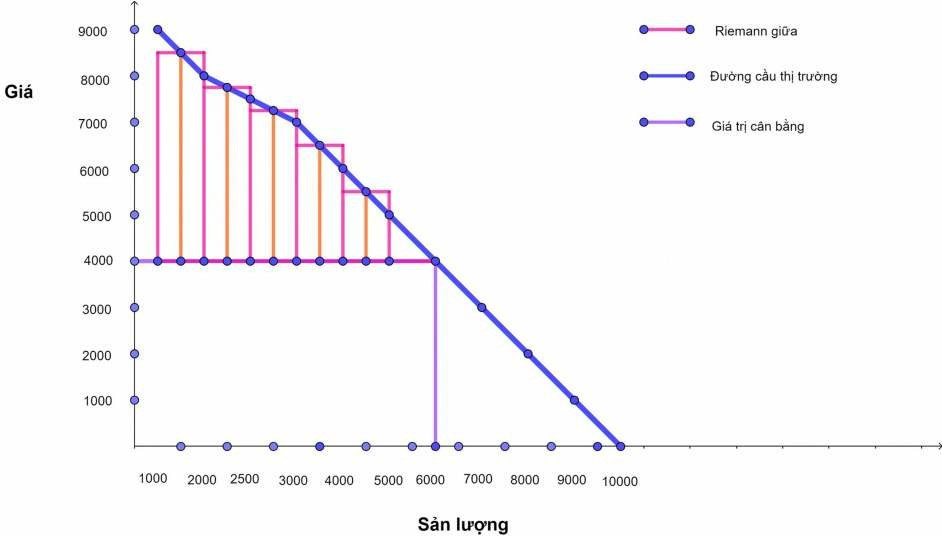 9000
Riemann giữa
8000
Đường cầu thị trường
Giá
7000
Giá trị cân bằng
6000
5000
4000
3000
2000
1000
1000 2000 2500 3000 4000 5000 6000 7000 8000 9000 10000
Sản lượng